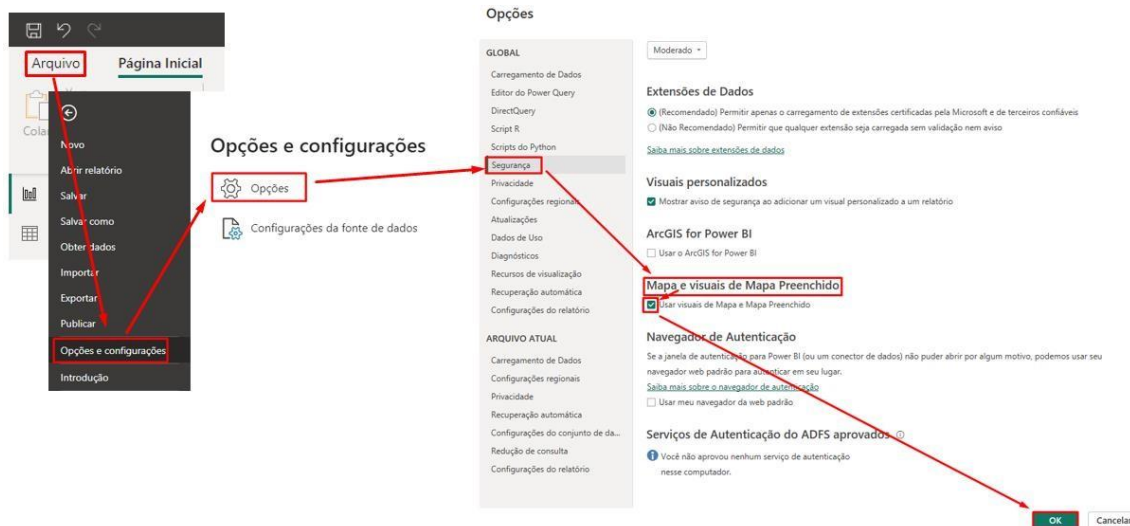 Arquivo
Página Inicial
Novo
Abrir relatório
Salvar
Salvar como
Obter dados
Importar
Exportar
Publicar
Opções e configurações
Introdução
Opções e configurações
Opções
Configurações da fonte de dados
Opções
GLOBAL
Carregamento de Dados
Editor do Power Query
DirectQuery
Script R
Scripts do Python
Segurança
Privacidade
Configurações regionais
Atualizações
Dados de Uso
Diagnósticos
Recursos de visualização
Recuperação automática
Configurações do relatório
ARQUIVO ATUAL
Carregamento de Dados
Configurações regionais
Privacidade
Recuperação automática
Configurações do conjunto de da...
Redução de consulta
Configurações do relatório
Moderado
Extensões de Dados
(Recomendado) Permitir apenas o carregamento de extensões certificadas pela Microsoft e de terceiros confiáveis
(Não Recomendado) Permitir que qualquer extensão seja carregada sem validação nem aviso
Saiba mais sobre extensões de dados
Visuais personalizados
Mostrar aviso de segurança ao adicionar um visual personalizado a um relatório
ArcGIS for Power BI
Usar o ArcGIS for Power BI
Mapa e visuais de Mapa Preenchido
Usar visuais de Mapa e Mapa Preenchido
Navegador de Autenticação
Se a janela de autenticação para Power BI (ou um conector de dados) não puder abrir por algum motivo, podemos usar seu
navegador web padrão para autenticar em seu lugar.
Saiba mais sobre o navegador de autenticação
Usar meu navegador da web padrão
Serviços de Autenticação do ADFS aprovados
Você não aprovou nenhum serviço de autenticação
nesse computador.
OK
Cancelar